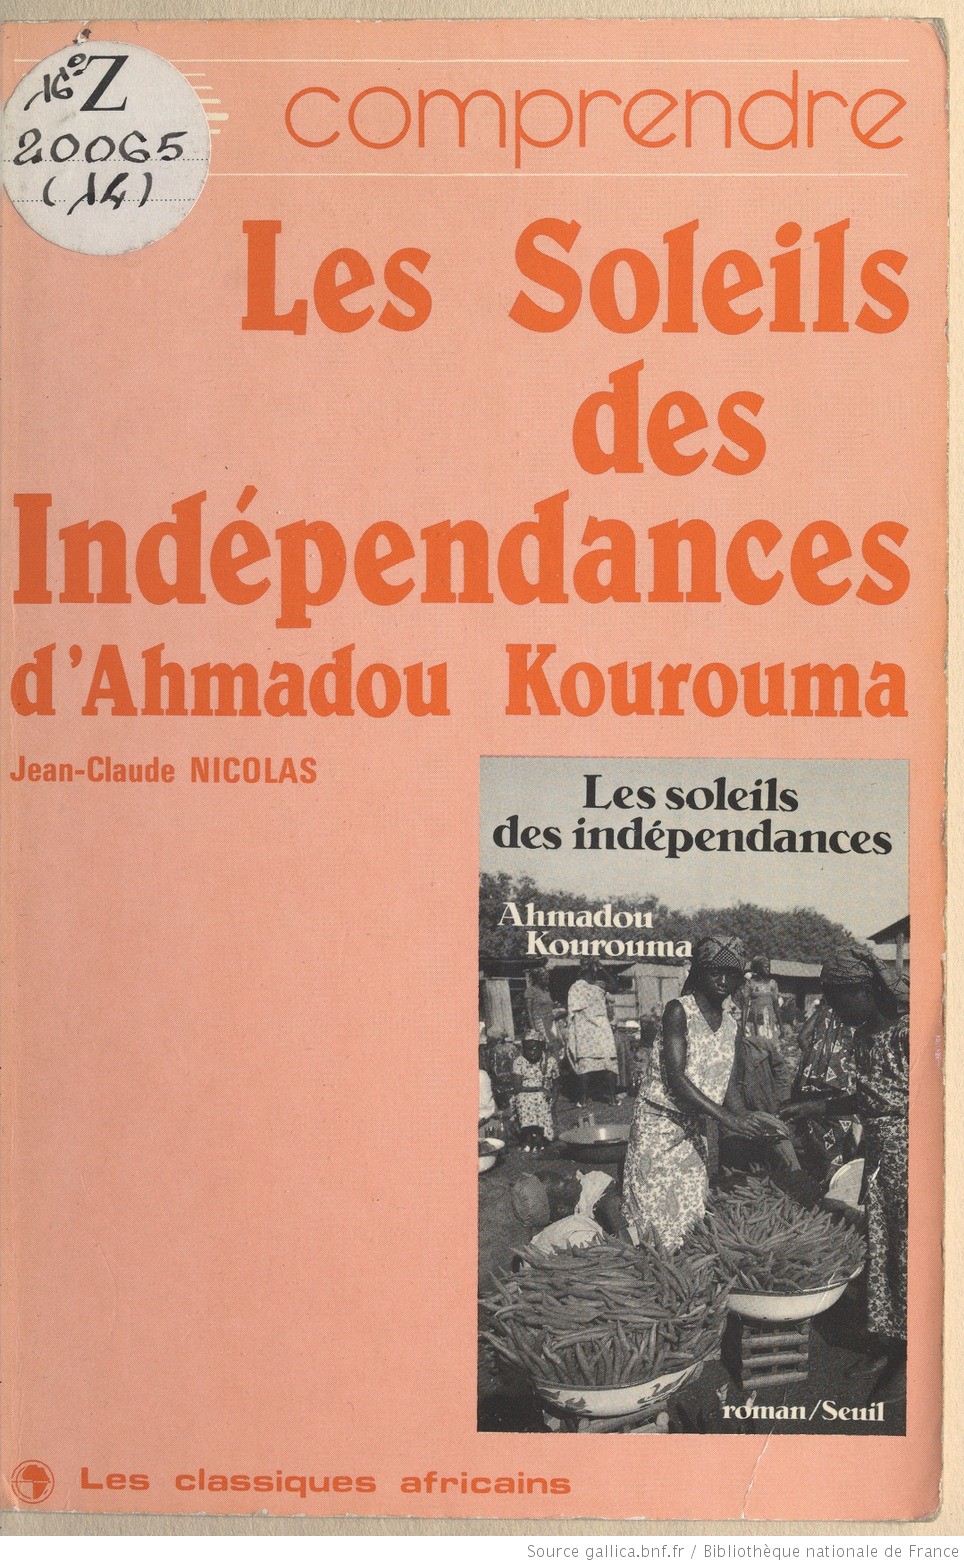 16° Z
20065
(14)
comprendre
Les Soleils
des
Indépendances
d'Ahmadou Kourouma
Jean-Claude NICOLAS
Les soleils
des indépendances
Ahmadou
Kourouma
roman/Seuil
Les classiques africains
Source gallica.bnf.fr / Bibliothèque nationale de France